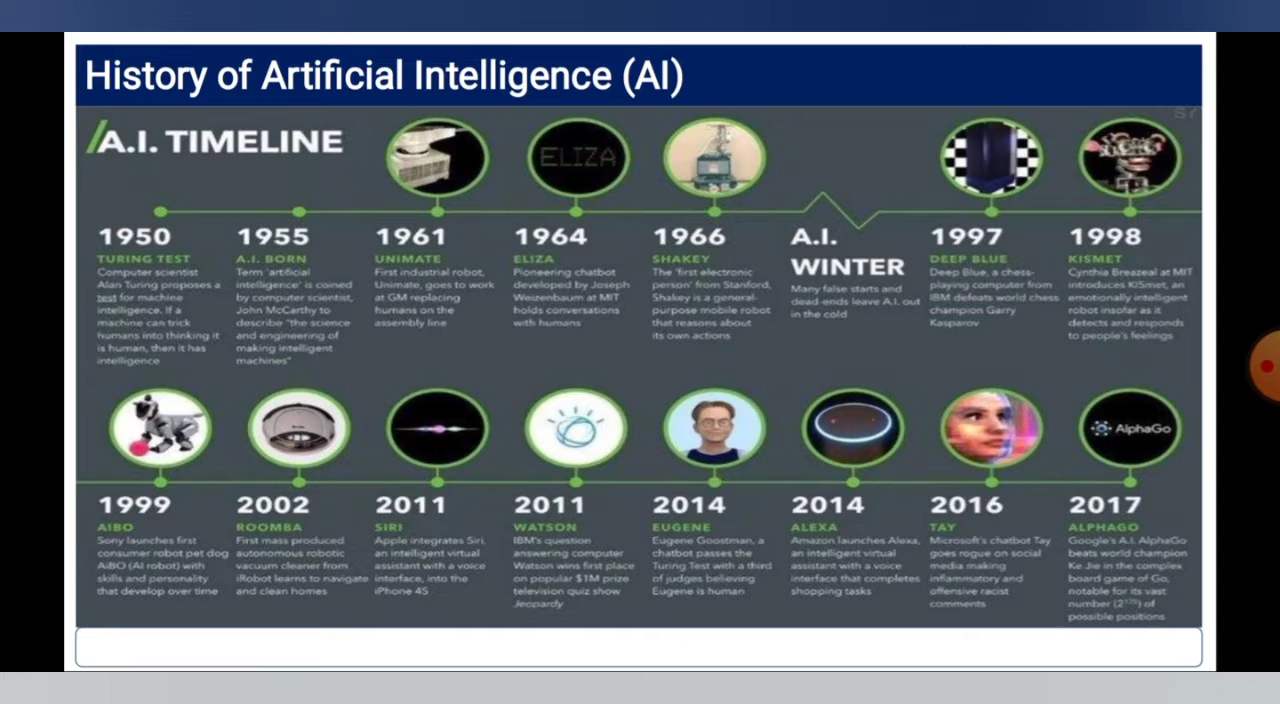 History of Artificial Intelligence (AI)
A.I. TIMELINE
ELIZA
1950
TURING TEST
Computer scientist
Alan Turing proposes a
test for machine
intelligence. If a
machine can trick
humans into thinking it
is human, then it has
intelligence
1955
A.I. BORN
Term 'artificial
intelligence' is coined
by computer scientist,
John McCarthy to
describe "the science
and engineering of
making intelligent
machines"
1961
UNIMATE
First industrial robot,
Unimate, goes to work
at GM replacing
humans on the
assembly line
1964
ELIZA
Pioneering chatbot
developed by Joseph
Weizenbaum at MIT
holds conversations
with humans
1966
SHAKEY
The 'first electronic
person' from Stanford,
Shakey is a general-
purpose mobile robot
that reasons about
its own actions
A.I.
WINTER
Many false starts and
dead-ends leave A.I. out
in the cold
1997
DEEP BLUE
Deep Blue, a chess-
playing computer from
IBM defeats world chess
champion Garry
Kasparov
1998
KISMET
Cynthia Breazeal at MIT
introduces KISmet, an
emotionally intelligent
robot insofar as it
detects and responds
to people's feelings
AlphaGo
1999
AIBO
Sony launches first
consumer robot pet dog
AiBO (AI robot) with
skills and personality
that develop over time
2002
ROOMBA
First mass produced
autonomous robotic
vacuum cleaner from
iRobot learns to navigate
and clean homes
2011
SIRI
Apple integrates Siri,
an intelligent virtual
assistant with a voice
interface, into the
iPhone 4S
2011
WATSON
IBM's question
answering computer
Watson wins first place
on popular $1M prize
television quiz show
Jeopardy
2014
EUGENE
Eugene Goostman, a
chatbot passes the
Turing Test with a third
of judges believing
Eugene is human
2014
ALEXA
Amazon launches Alexa,
an intelligent virtual
assistant with a voice
interface that completes
shopping tasks
2016
TAY
Microsoft's chatbot Tay
goes rogue on social
media making
inflammatory and
offensive racist
comments
2017
ALPHAGO
Google's A.I. AlphaGo
beats world champion
Ke Jie in the complex
board game of Go,
notable for its vast
number of
possible positions